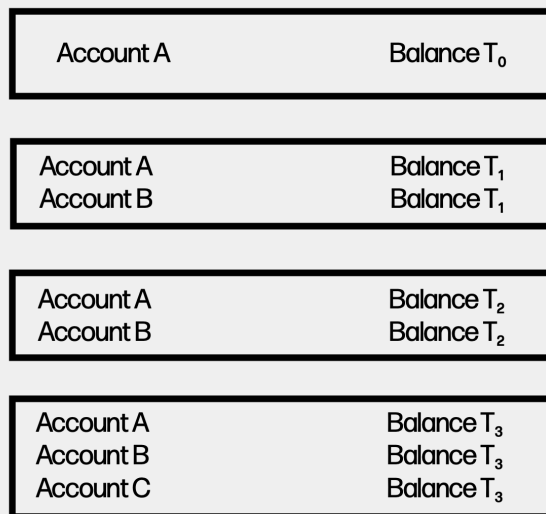 Account A Balance T₀
Account A Balance T₁
Account B Balance T₁
Account A Balance T₂
Account B Balance T₂
Account A Balance T₃
Account B Balance T₃
Account C Balance T₃